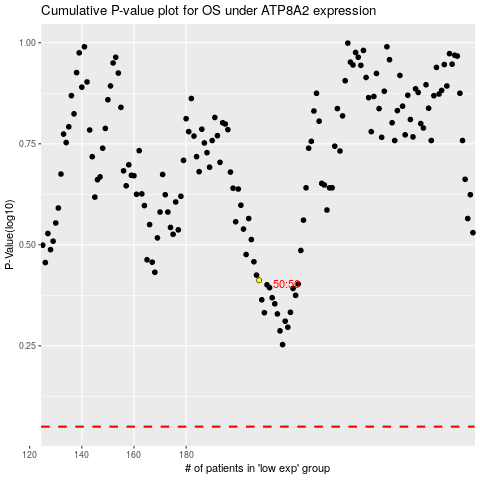 Cumulative P-value plot for OS under ATP8A2 expression
P-Value(log10)
1.00
0.75
0.50
0.25
50:50
120 140 160 180
# of patients in 'low exp' group